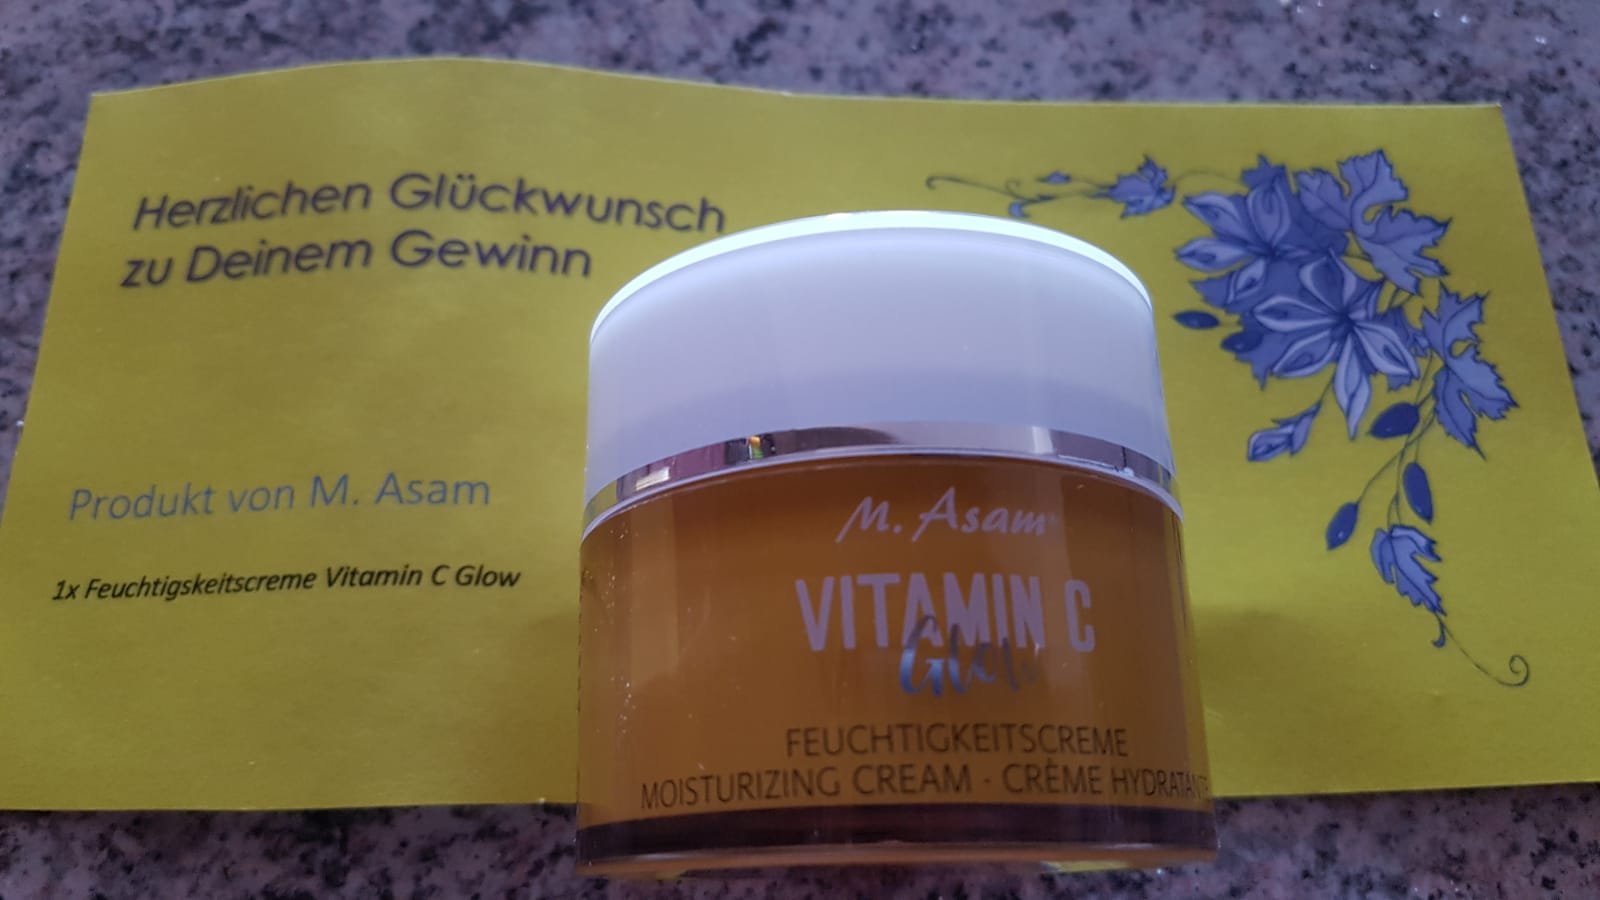 Herzlichen Glückwunsch
zu Deinem Gewinn
Produkt von M. Asam
1x Feuchtigskeitscreme Vitamin C Glow
M. Asam
VITAMIN C
Glow
FEUCHTIGKEITSCREME
MOISTURIZING CREAM · CRÈME HYDRATANTE